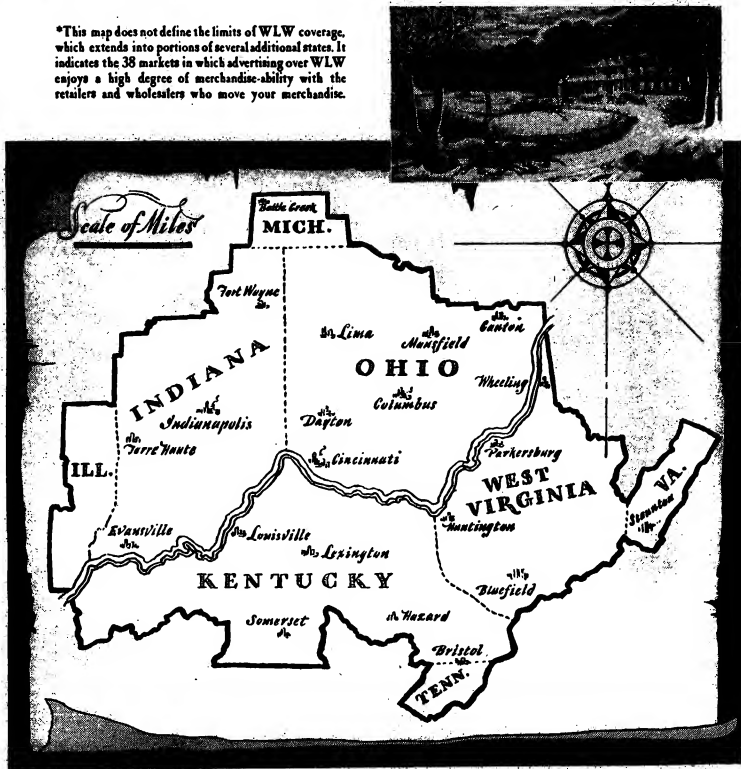 *This map does not define the limits of WLW coverage,
which extends into portions of several additional states. It
indicates the 38 markets in which advertising over WLW
enjoys a high degree of merchandise-ability with the
retailers and wholesalers who move your merchandise.
Scale of Miles
Battle Creek
MICH.
Fort Wayne
Lima
Mansfield
Canton
INDIANA
OHIO
Wheeling
Indianapolis
Dayton
Columbus
Terre Haute
Cincinnati
Parkersburg
ILL.
WEST
VIRGINIA
VA.
Staunton
Evansville
Louisville
Huntington
Lexington
KENTUCKY
Bluefield
Somerset
Hazard
Bristol
TENN.